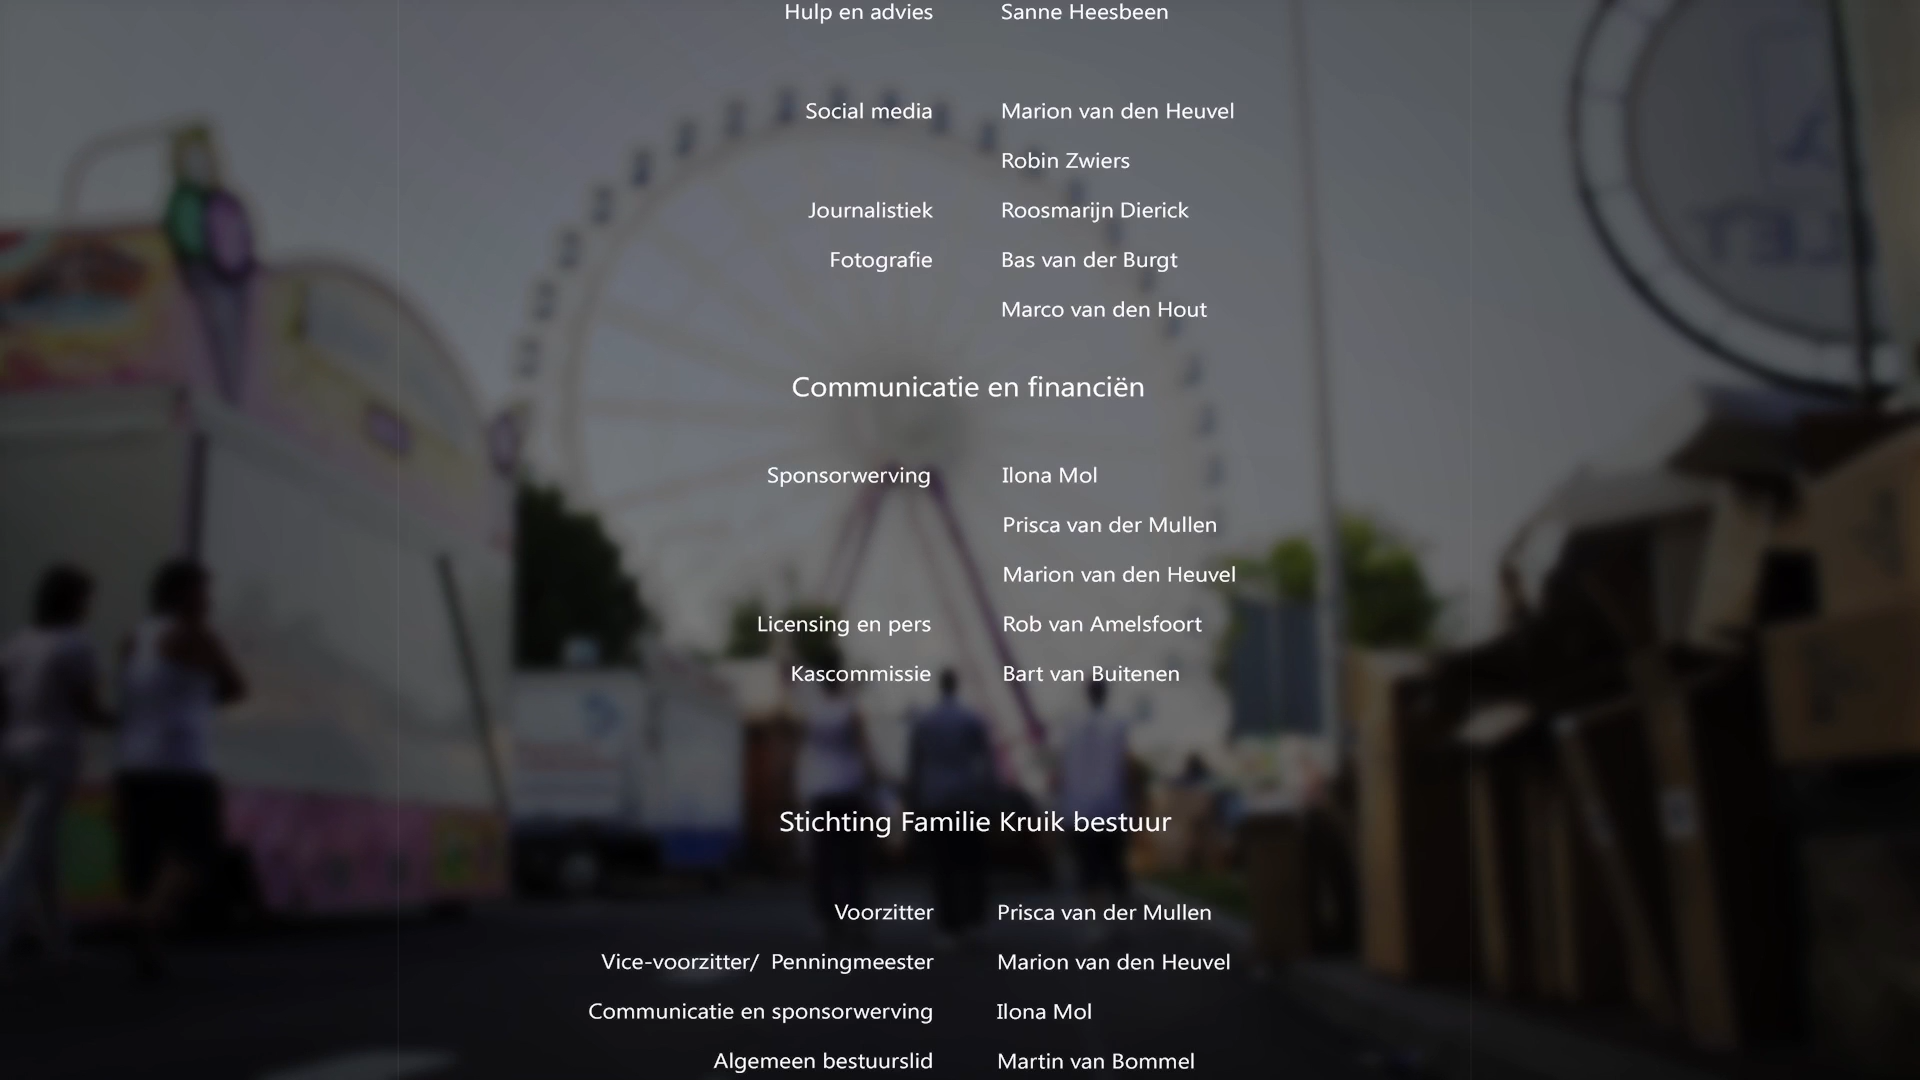 Hulp en advies Sanne Heesbeen
Social media Marion van den Heuvel
Robin Zwiers
Journalistiek Roosmarijn Dierick
Fotografie Bas van der Burgt
Marco van den Hout
Communicatie en financiën
Sponsorwerving Ilona Mol
Prisca van der Mullen
Marion van den Heuvel
Licensing en pers Rob van Amelsfoort
Kascommissie Bart van Buitenen
Stichting Familie Kruik bestuur
Voorzitter Prisca van der Mullen
Vice-voorzitter/ Penningmeester Marion van den Heuvel
Communicatie en sponsorwerving Ilona Mol
Algemeen bestuurslid Martin van Bommel